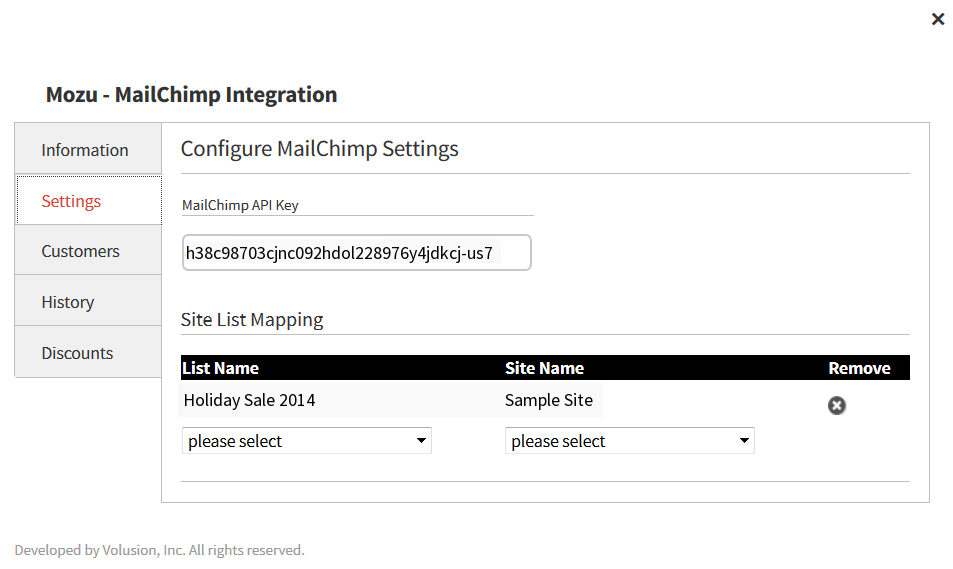 Mozu - MailChimp Integration
Information
Settings
Customers
History
Discounts
Configure MailChimp Settings
MailChimp API Key
h38c98703cjnc092hdol228976y4jdkcj-us7
Site List Mapping
List Name Site Name Remove
Holiday Sale 2014 Sample Site
please select please select
Developed by Volusion, Inc. All rights reserved.